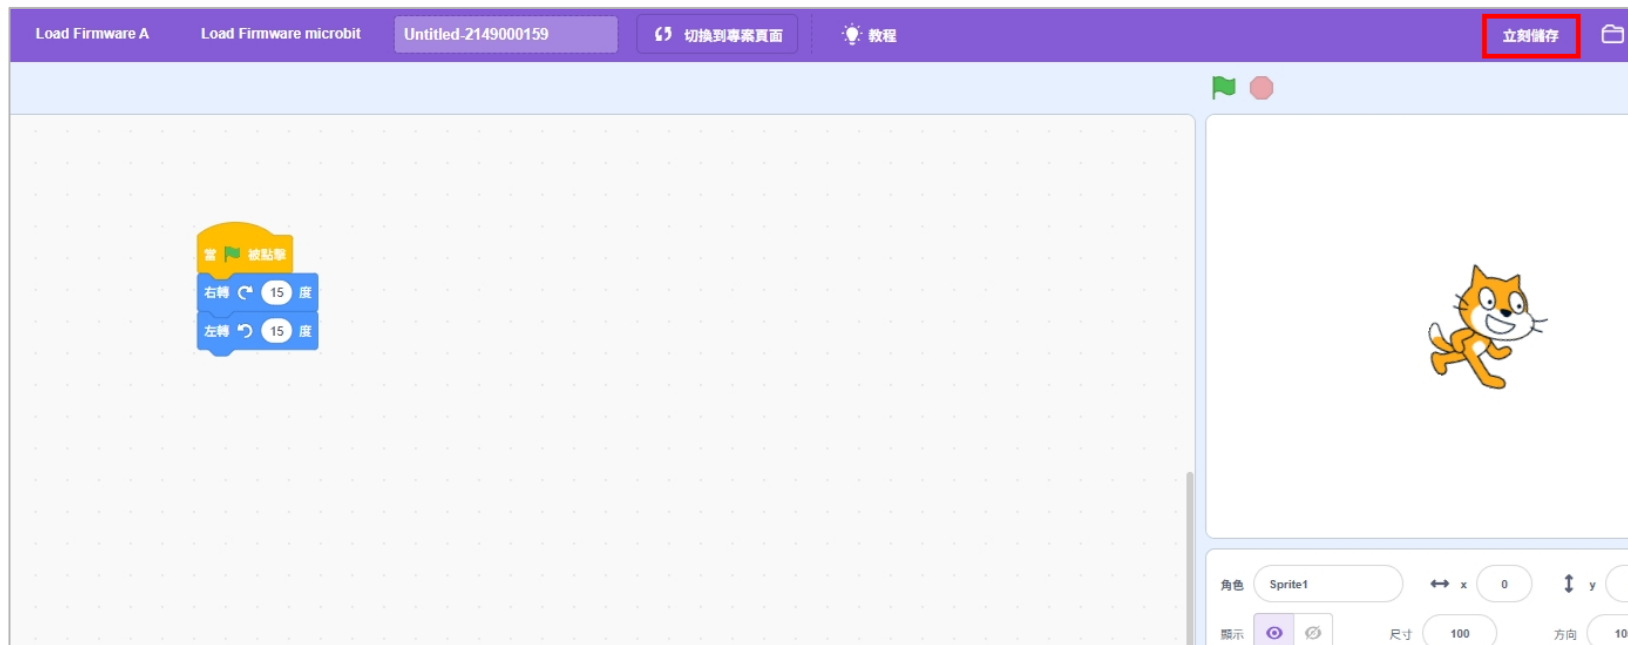 Load Firmware A Load Firmware microbit Untitled-2149000159 切換到專案頁面 教程 立刻儲存
當 被點擊
右轉 15 度
左轉 15 度
角色 Sprite1 x 0 y
顯示 尺寸 100 方向